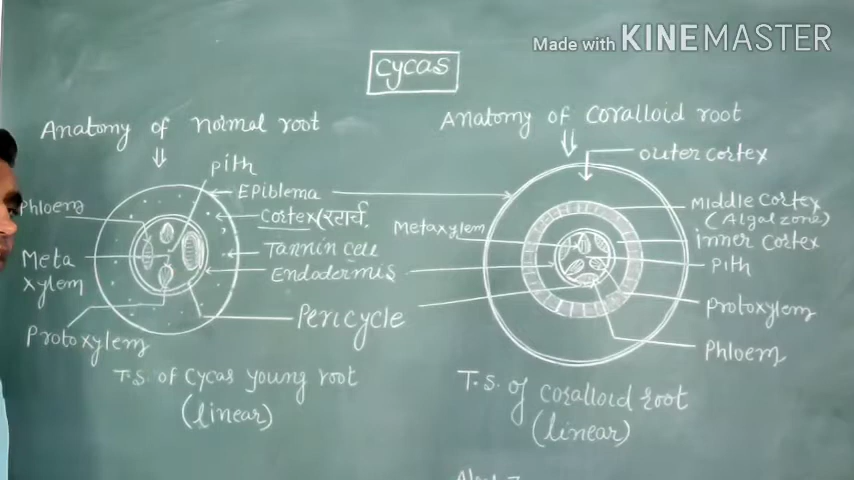 Made with KINEMASTER
Cycas
Anatomy of normal root
Anatomy of coralloid root
Pith
outer cortex
Phloem
Epiblema
Middle Cortex
(Algal zone)
Cortex (स्टार्च.
Metaxylem
inner cortex
Meta
xylem
Tannin cell
Endodermis
Pith
Protoxylem
Pericycle
Protoxylem
Phloem
T.S. of Cycas young root
(linear)
T.S. of coralloid root
(linear)